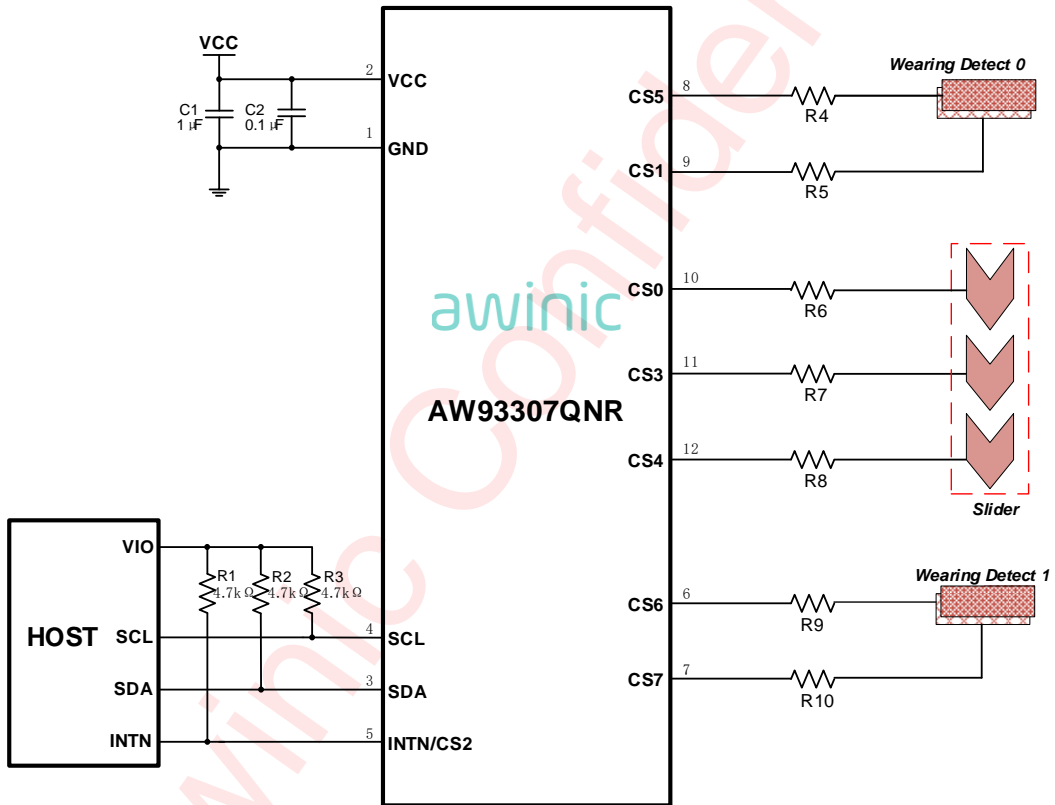 VCC
C1
1 μF
C2
0.1 μF
2
VCC
1
GND
awinic
AW93307QNR
CS5
8
R4
Wearing Detect 0
CS1
9
R5
CS0
10
R6
CS3
11
R7
CS4
12
R8
Slider
CS6
6
R9
Wearing Detect 1
CS7
7
R10
HOST
VIO
SCL
SDA
INTN
R1
4.7kΩ
R2
4.7kΩ
R3
4.7kΩ
4
SCL
3
SDA
5
INTN/CS2
winic Confider